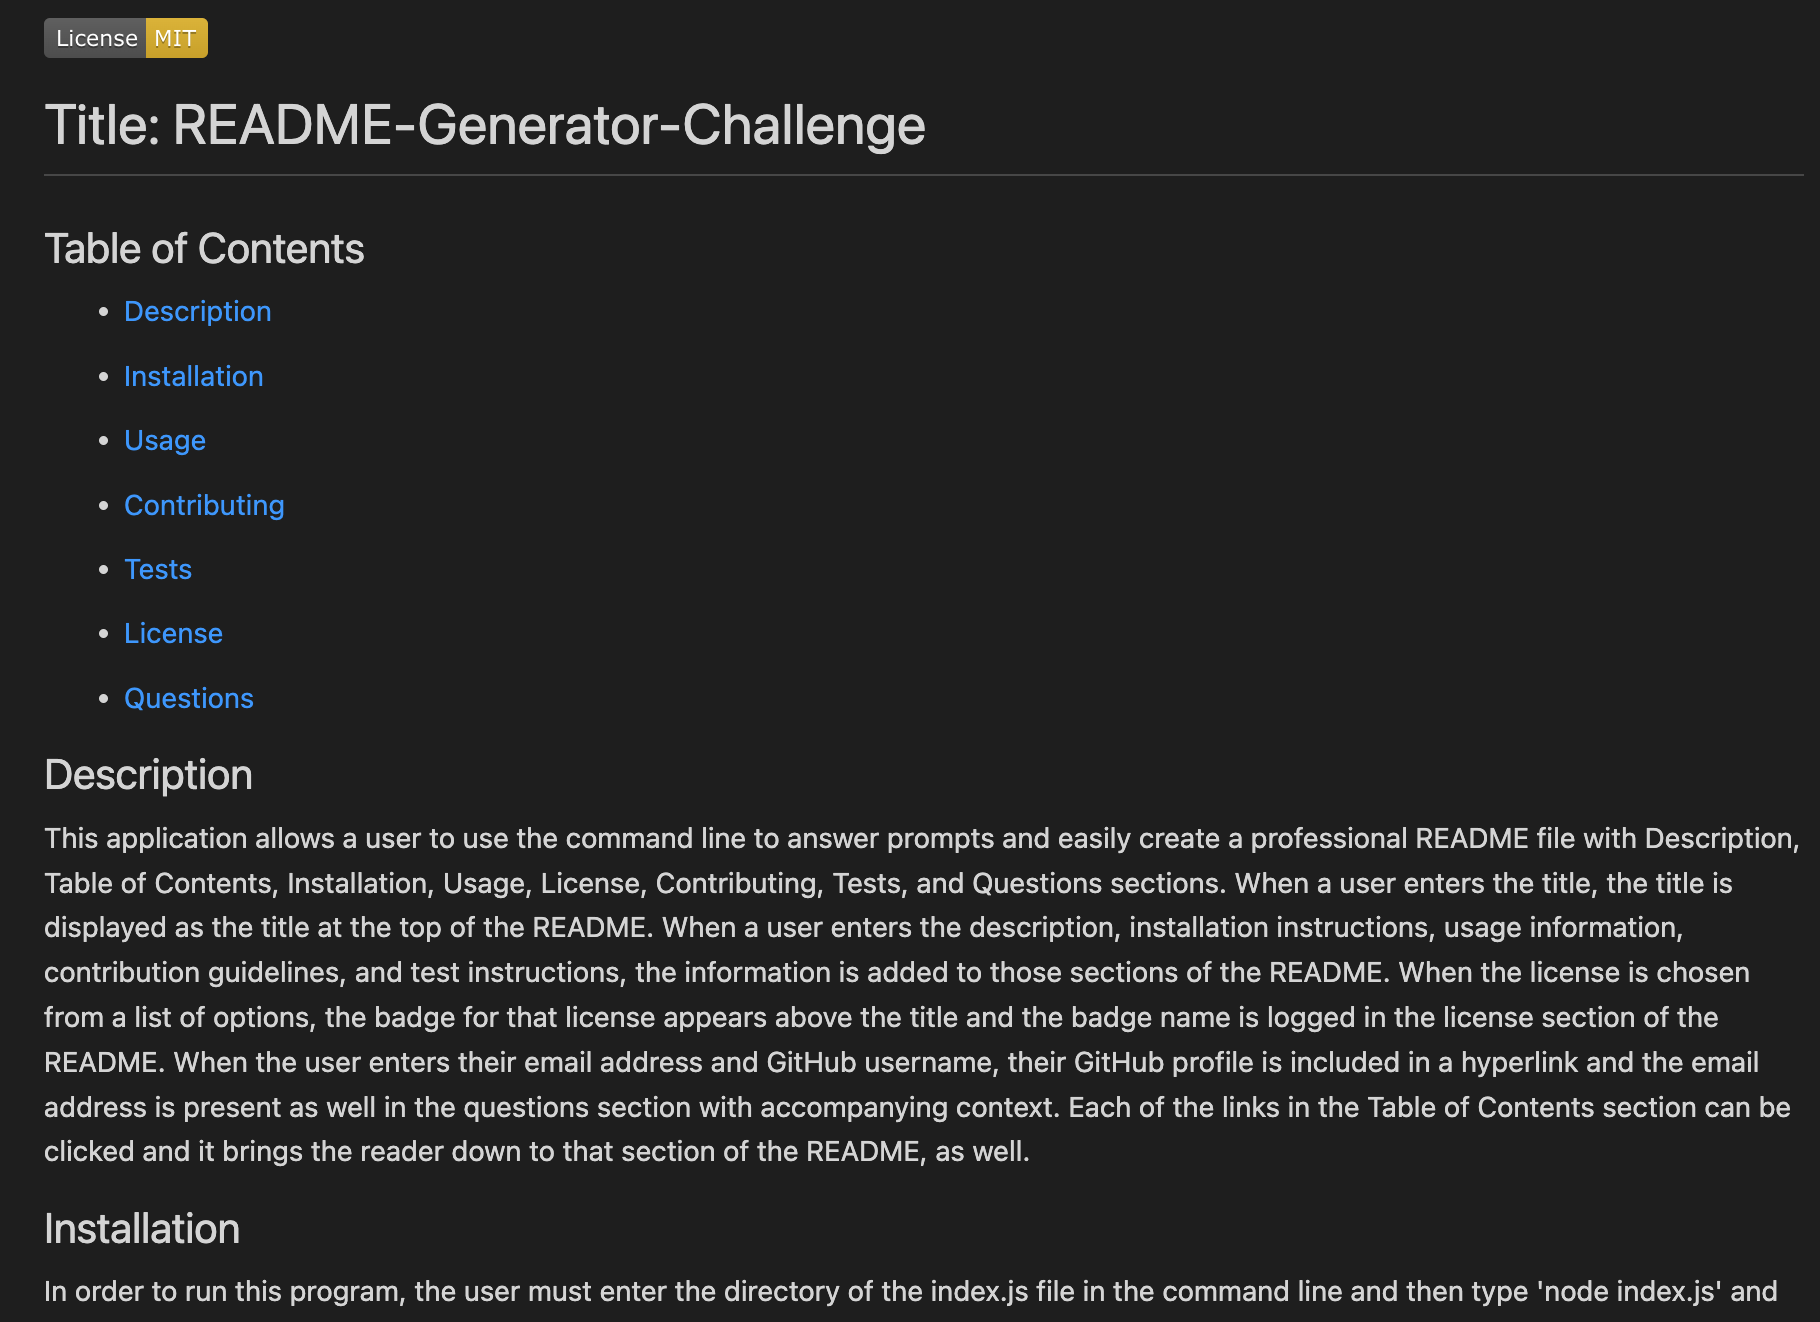 License MIT
Title: README-Generator-Challenge
Table of Contents
Description
Installation
Usage
Contributing
Tests
License
Questions
Description
This application allows a user to use the command line to answer prompts and easily create a professional README file with Description,
Table of Contents, Installation, Usage, License, Contributing, Tests, and Questions sections. When a user enters the title, the title is
displayed as the title at the top of the README. When a user enters the description, installation instructions, usage information,
contribution guidelines, and test instructions, the information is added to those sections of the README. When the license is chosen
from a list of options, the badge for that license appears above the title and the badge name is logged in the license section of the
README. When the user enters their email address and GitHub username, their GitHub profile is included in a hyperlink and the email
address is present as well in the questions section with accompanying context. Each of the links in the Table of Contents section can be
clicked and it brings the reader down to that section of the README, as well.
Installation
In order to run this program, the user must enter the directory of the index.js file in the command line and then type 'node index.js' and